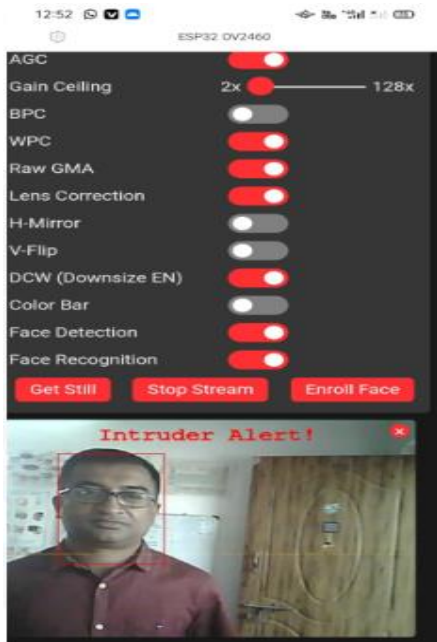 12:52
ESP32 OV2460
AGC
Gain Ceiling 2x 128x
BPC
WPC
Raw GMA
Lens Correction
H-Mirror
V-Flip
DCW (Downsize EN)
Color Bar
Face Detection
Face Recognition
Get Still Stop Stream Enroll Face
Intruder Alert!